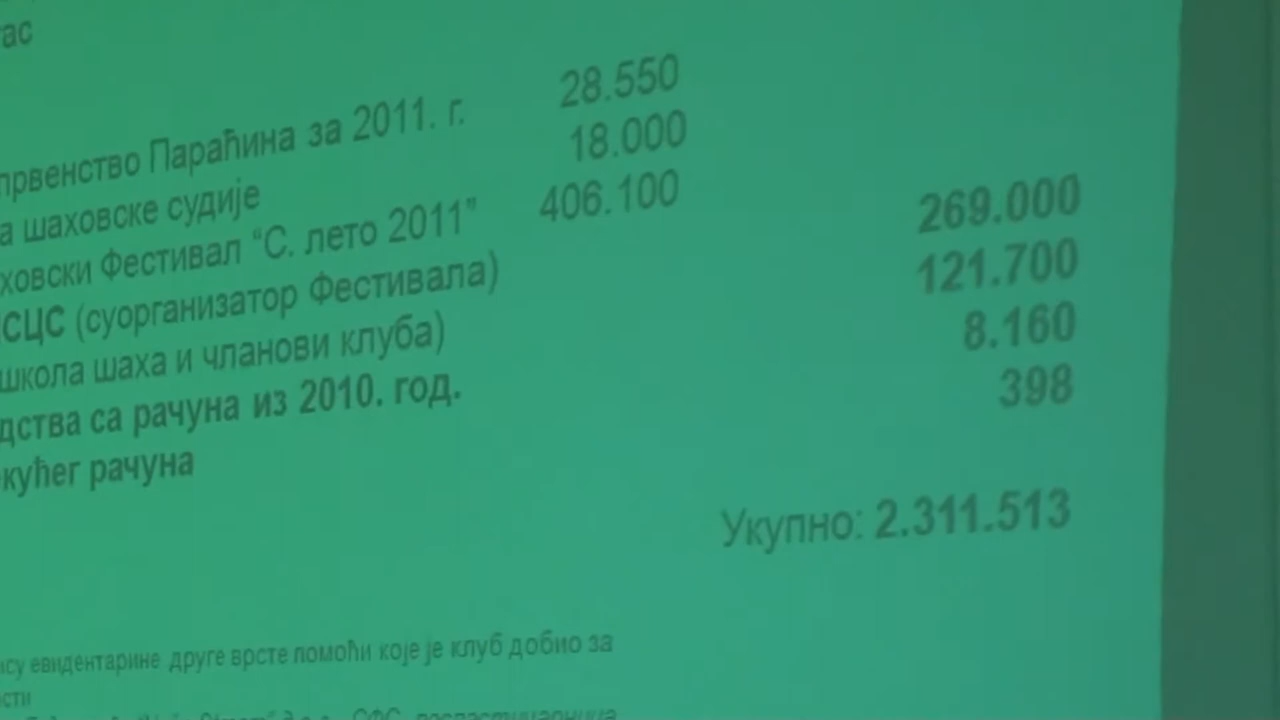 првенство Параћина за 2011. г. 28.550
а шаховске судије 18.000
ховски Фестивал “С. лето 2011” 406.100
СЦС (суорганизатор Фестивала) 269.000
школа шаха и чланови клуба) 121.700
дства са рачуна из 2010. год. 8.160
кућег рачуна 398
Укупно: 2.311.513
су евидентарине друге врсте помоћи које је клуб добио за
сти